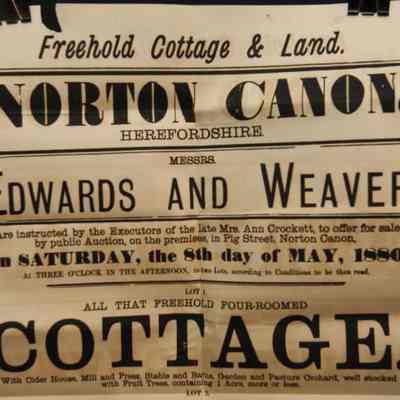 Freehold Cottage & Land.
NORTON CANON,
HEREFORDSHIRE.
MESSRS.
EDWARDS AND WEAVER
are instructed by the Executors of the late Mrs. Ann Crockett, to offer for sale
by public Auction, on the premises, in Pig Street, Norton Canon,
on SATURDAY, the 8th day of MAY, 1880
AT THREE O'CLOCK IN THE AFTERNOON, in two Lots, according to Conditions to be then read.
LOT 1.
ALL THAT FREEHOLD FOUR-ROOMED
COTTAGE,
With Cider House, Mill and Press, Stable and Barns, Garden and Pasture Orchard, well stocked
with Fruit Trees, containing 1 Acre, more or less.
LOT 2.